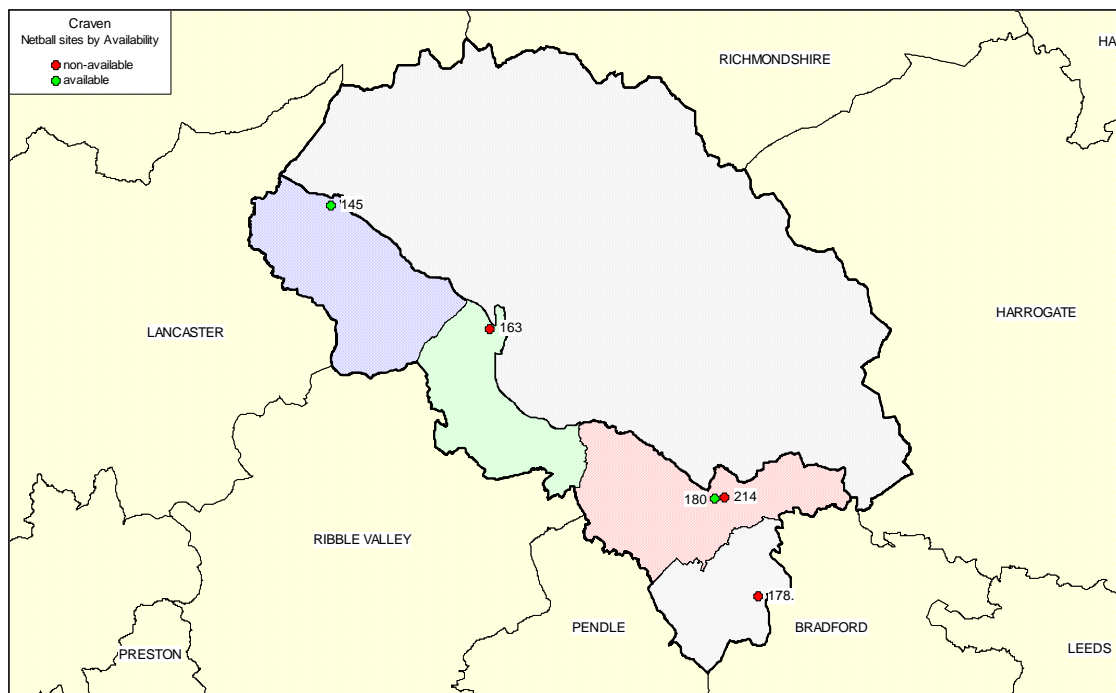 Craven
Netball sites by Availability
non-available
available
RICHMONDSHIRE
HA
145
LANCASTER
163
HARROGATE
180
214
RIBBLE VALLEY
178.
PENDLE
BRADFORD
PRESTON
LEEDS